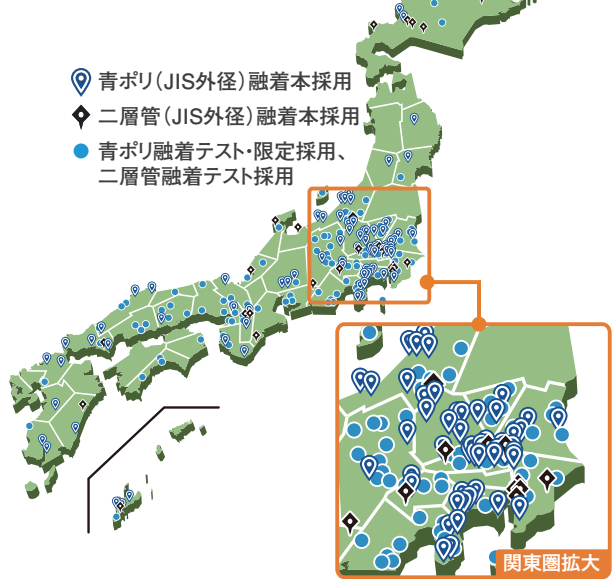 青ポリ（JIS外径）融着本採用
二層管（JIS外径）融着本採用
青ポリ融着テスト・限定採用、
二層管融着テスト採用
関東圏拡大